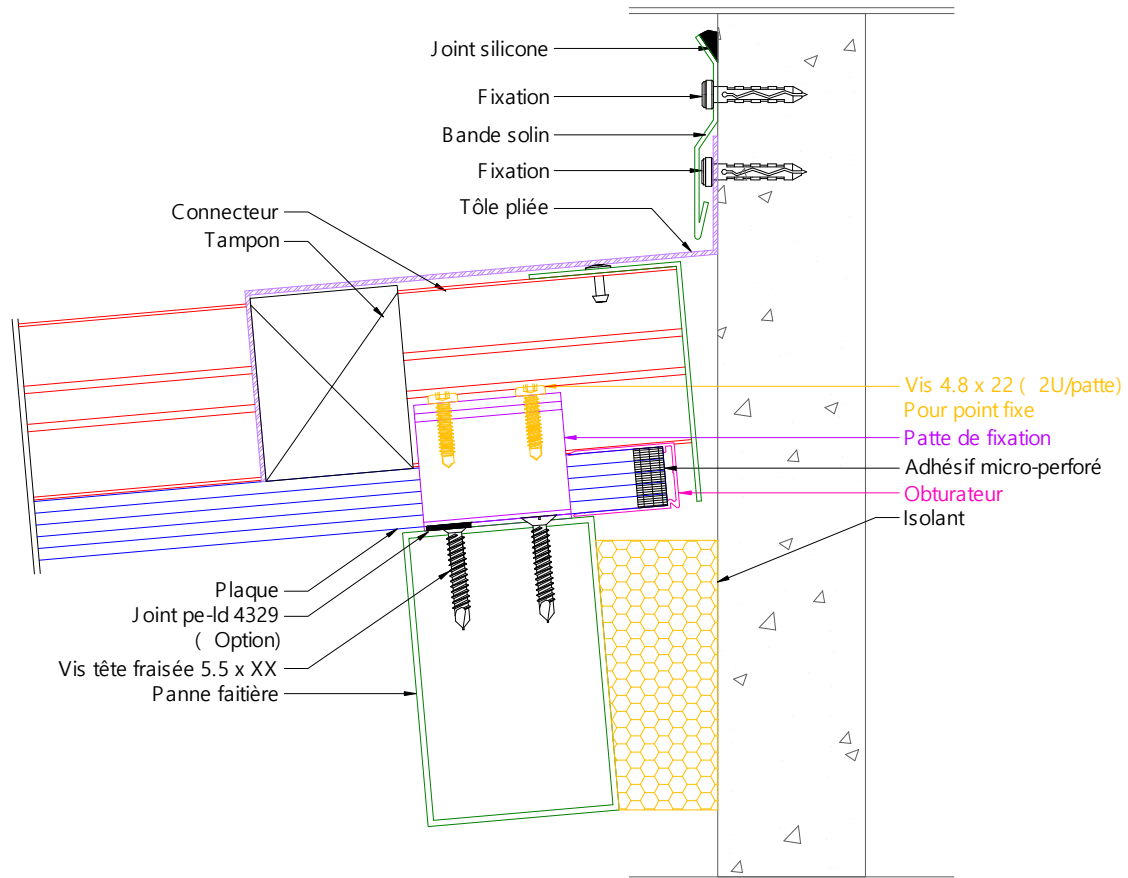 Joint silicone
Fixation
Bande solin
Fixation
Tôle pliée
Connecteur
Tampon
Vis 4.8 x 22 ( 2U/patte)
Pour point fixe
Patte de fixation
Adhésif micro-perforé
Obturateur
Isolant
Plaque
Joint pe-ld 4329
( Option)
Vis tête fraisée 5.5 x XX
Panne faitière